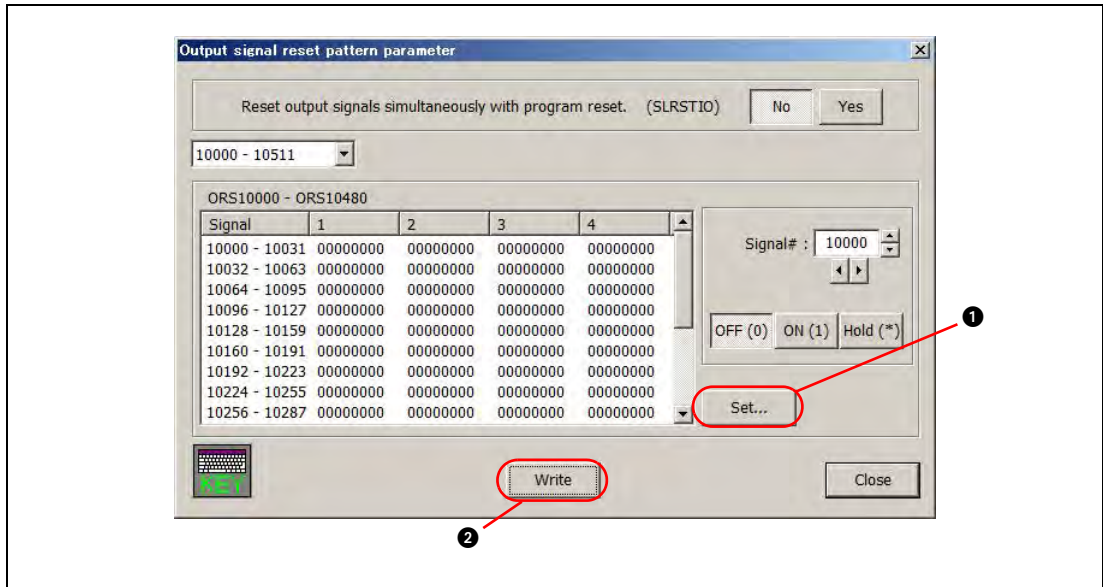 Output signal reset pattern parameter
Reset output signals simultaneously with program reset. (SLRSTIO) No Yes
10000 - 10511
ORS10000 - ORS10480
Signal 1 2 3 4
10000 - 10031 00000000 00000000 00000000 00000000
10032 - 10063 00000000 00000000 00000000 00000000
10064 - 10095 00000000 00000000 00000000 00000000
10096 - 10127 00000000 00000000 00000000 00000000
10128 - 10159 00000000 00000000 00000000 00000000
10160 - 10191 00000000 00000000 00000000 00000000
10192 - 10223 00000000 00000000 00000000 00000000
10224 - 10255 00000000 00000000 00000000 00000000
10256 - 10287 00000000 00000000 00000000 00000000
Signal# : 10000
OFF (0) ON (1) Hold (*)
❶
Set...
KEY
Write
Close
❷